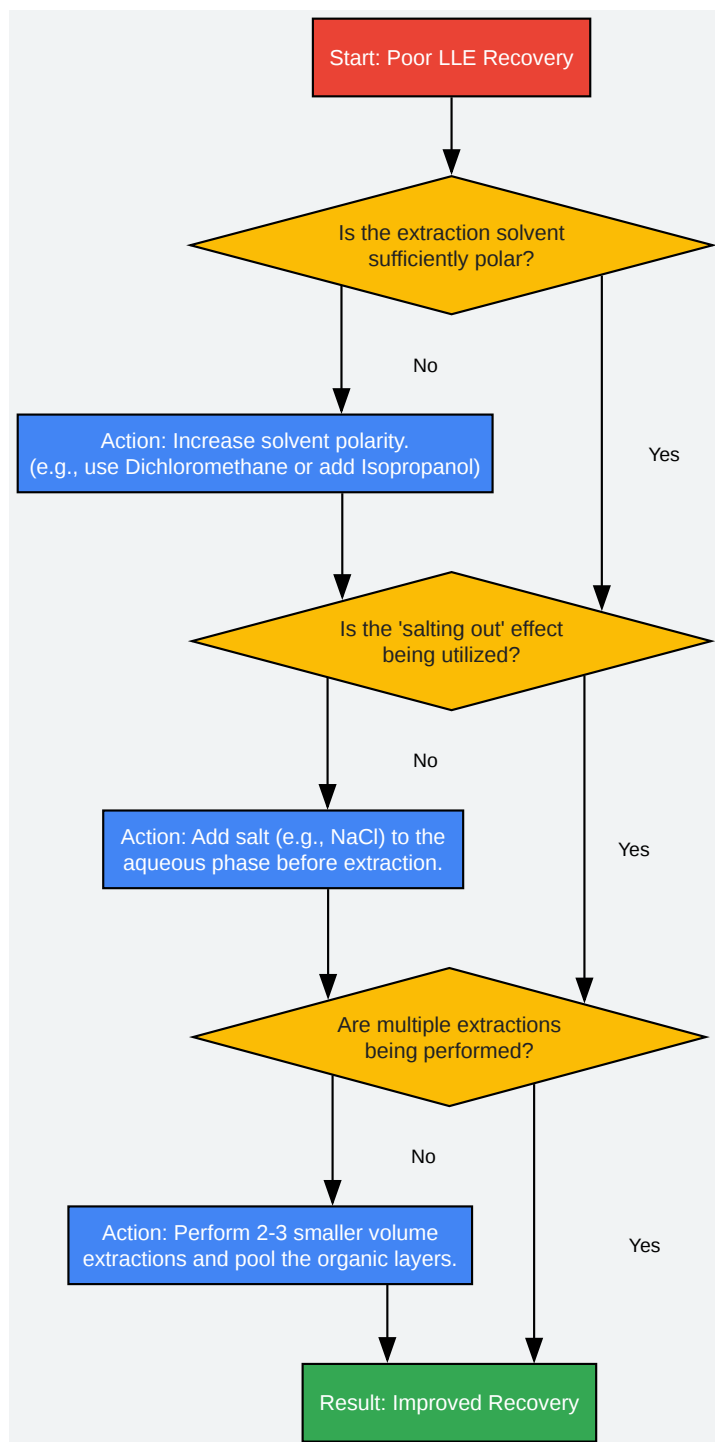 Start: Poor LLE Recovery
Is the extraction solvent
sufficiently polar?
No
Yes
Action: Increase solvent polarity.
(e.g., use Dichloromethane or add Isopropanol)
Is the 'salting out' effect
being utilized?
No
Yes
Action: Add salt (e.g., NaCl) to the
aqueous phase before extraction.
Are multiple extractions
being performed?
No
Yes
Action: Perform 2-3 smaller volume
extractions and pool the organic layers.
Result: Improved Recovery